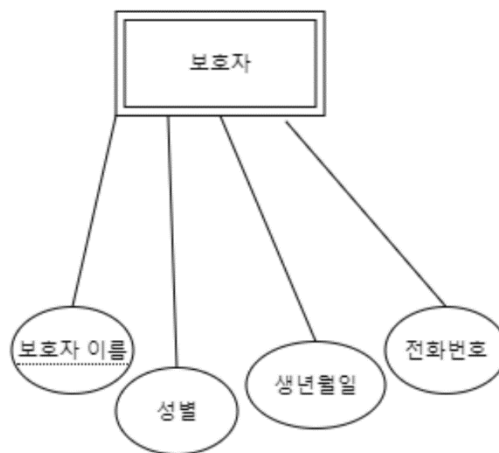 보호자
보호자 이름
성별
생년월일
전화번호